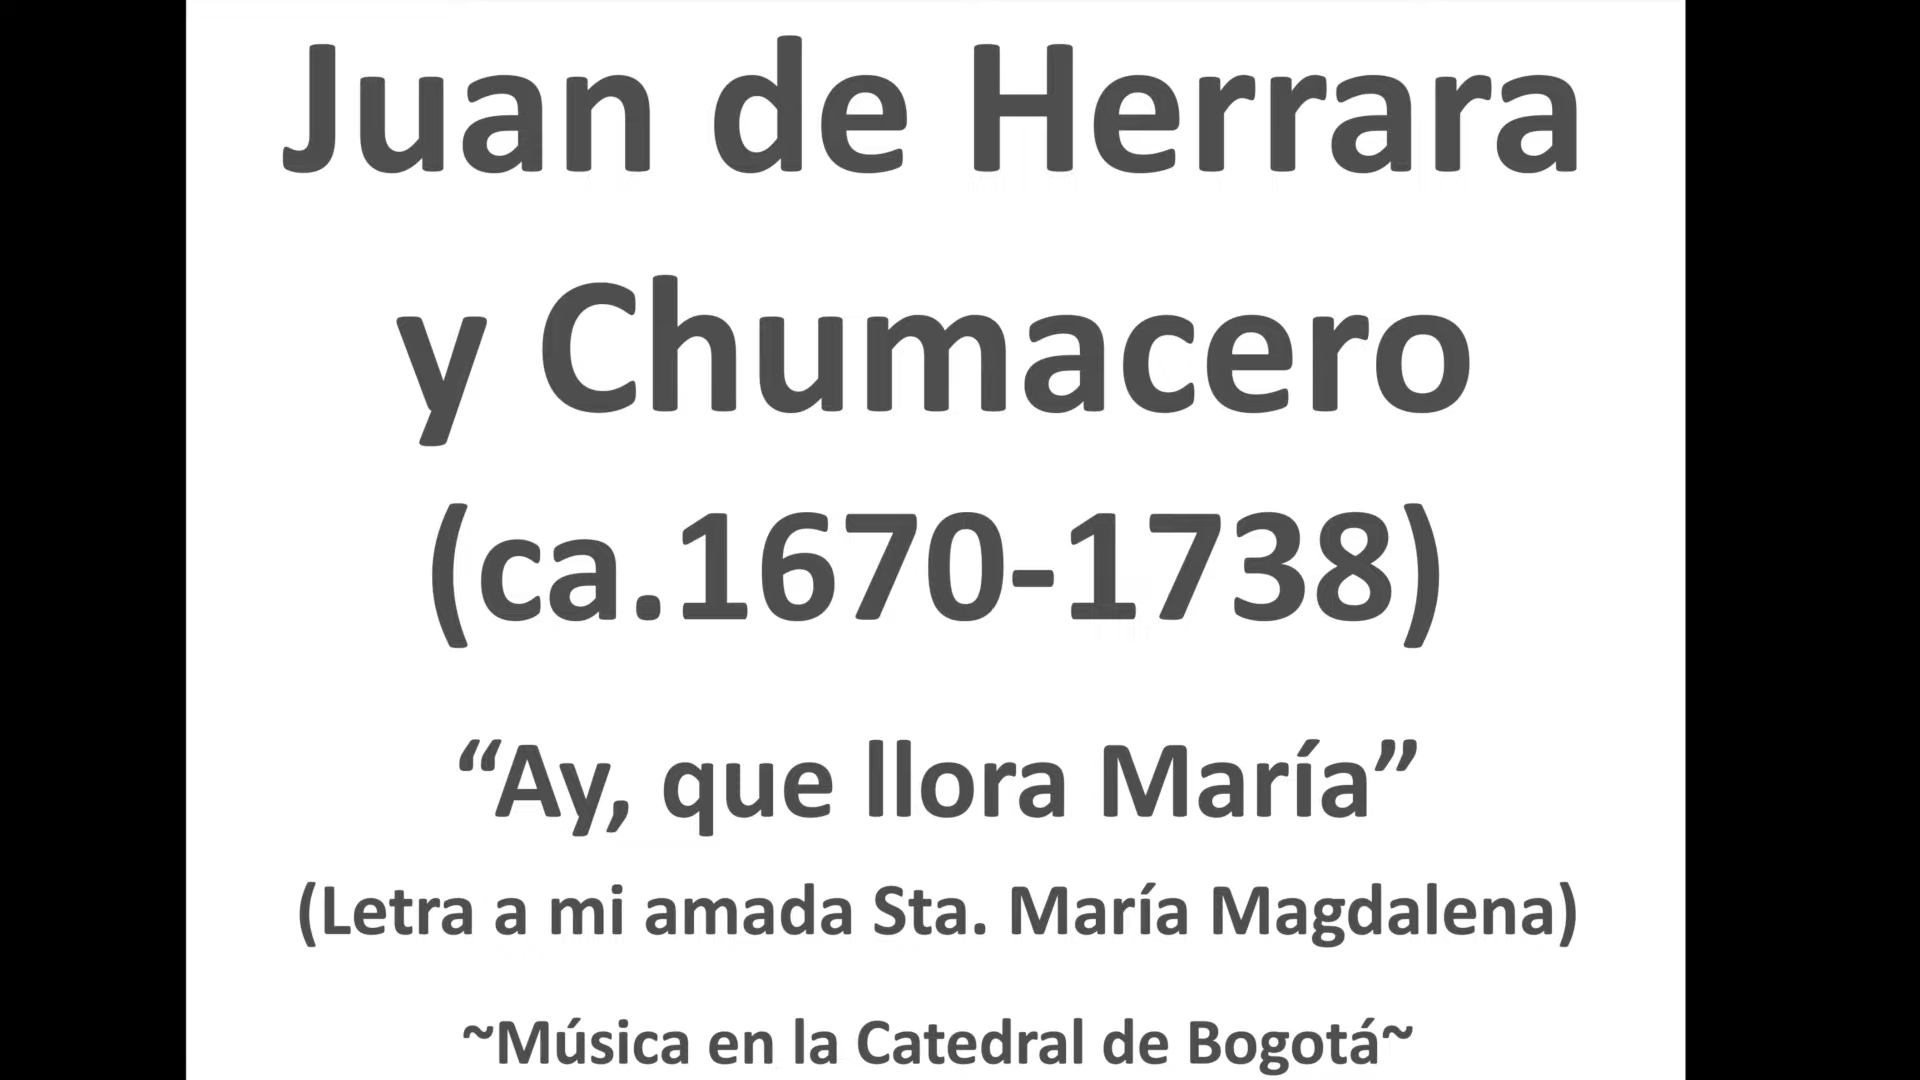 Juan de Herrara
y Chumacero
(ca.1670-1738)
“Ay, que llora María”
(Letra a mi amada Sta. María Magdalena)
~Música en la Catedral de Bogotá~